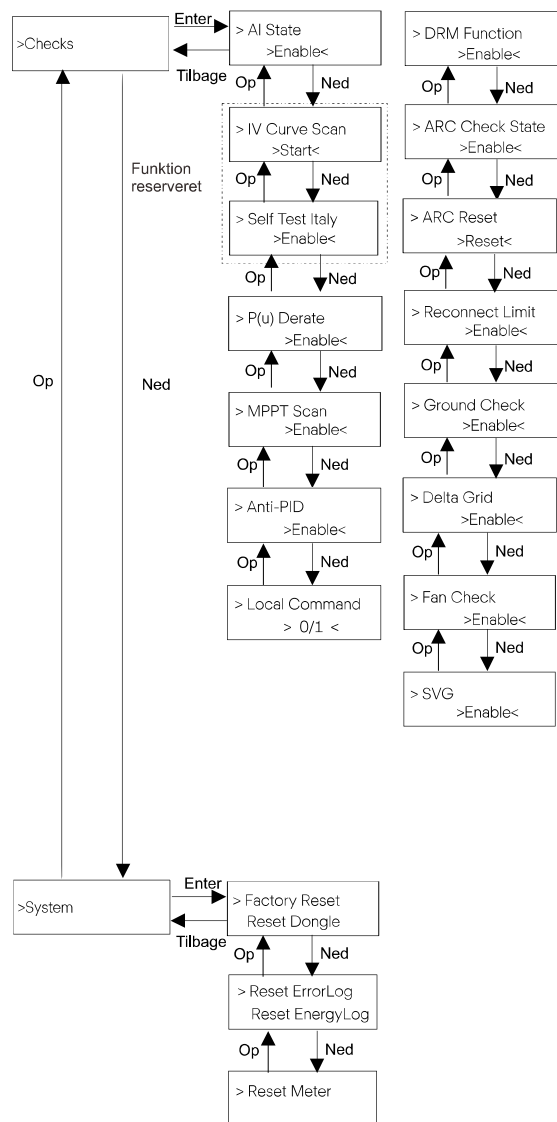 >Checks
Enter
Tilbage
> AI State
>Enable<
Op
Ned
> IV Curve Scan
>Start<
Funktion
reserveret
Op
Ned
> Self Test Italy
>Enable<
Op
Ned
> P(u) Derate
>Enable<
Op
Ned
> MPPT Scan
>Enable<
Op
Ned
> Anti-PID
>Enable<
Op
Ned
> Local Command
> 0/1 <
> DRM Function
>Enable<
Op
Ned
> ARC Check State
>Enable<
Op
Ned
> ARC Reset
>Reset<
Op
Ned
> Reconnect Limit
>Enable<
Op
Ned
> Ground Check
>Enable<
Op
Ned
> Delta Grid
>Enable<
Op
Ned
> Fan Check
>Enable<
Op
Ned
> SVG
>Enable<
Op
Ned
>System
Enter
Tilbage
> Factory Reset
Reset Dongle
Op
Ned
> Reset ErrorLog
Reset EnergyLog
Op
Ned
> Reset Meter